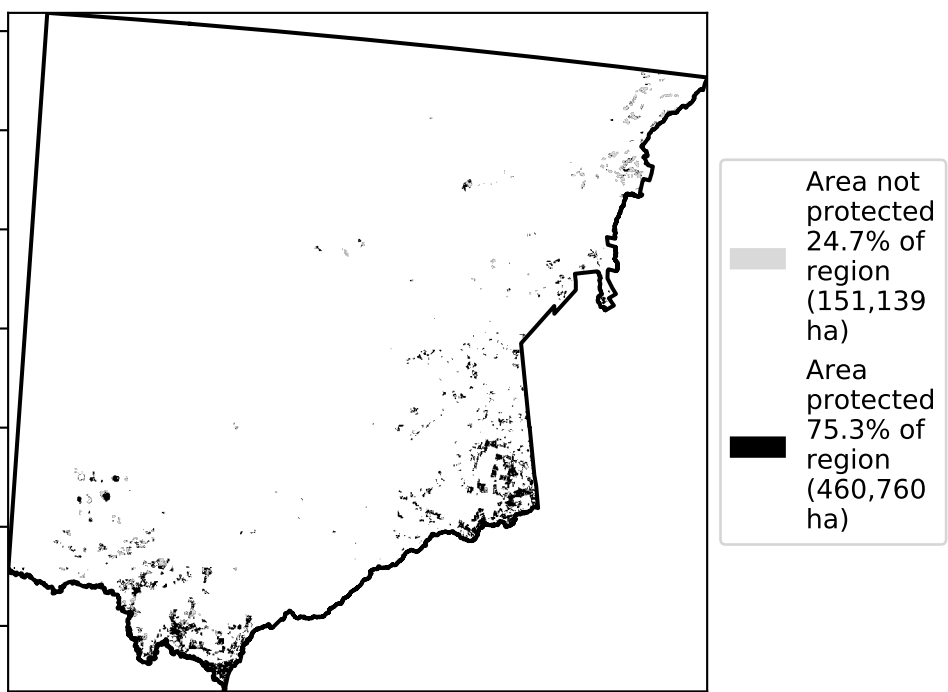 Area not
protected
24.7% of
region
(151,139
ha)
Area
protected
75.3% of
region
(460,760
ha)